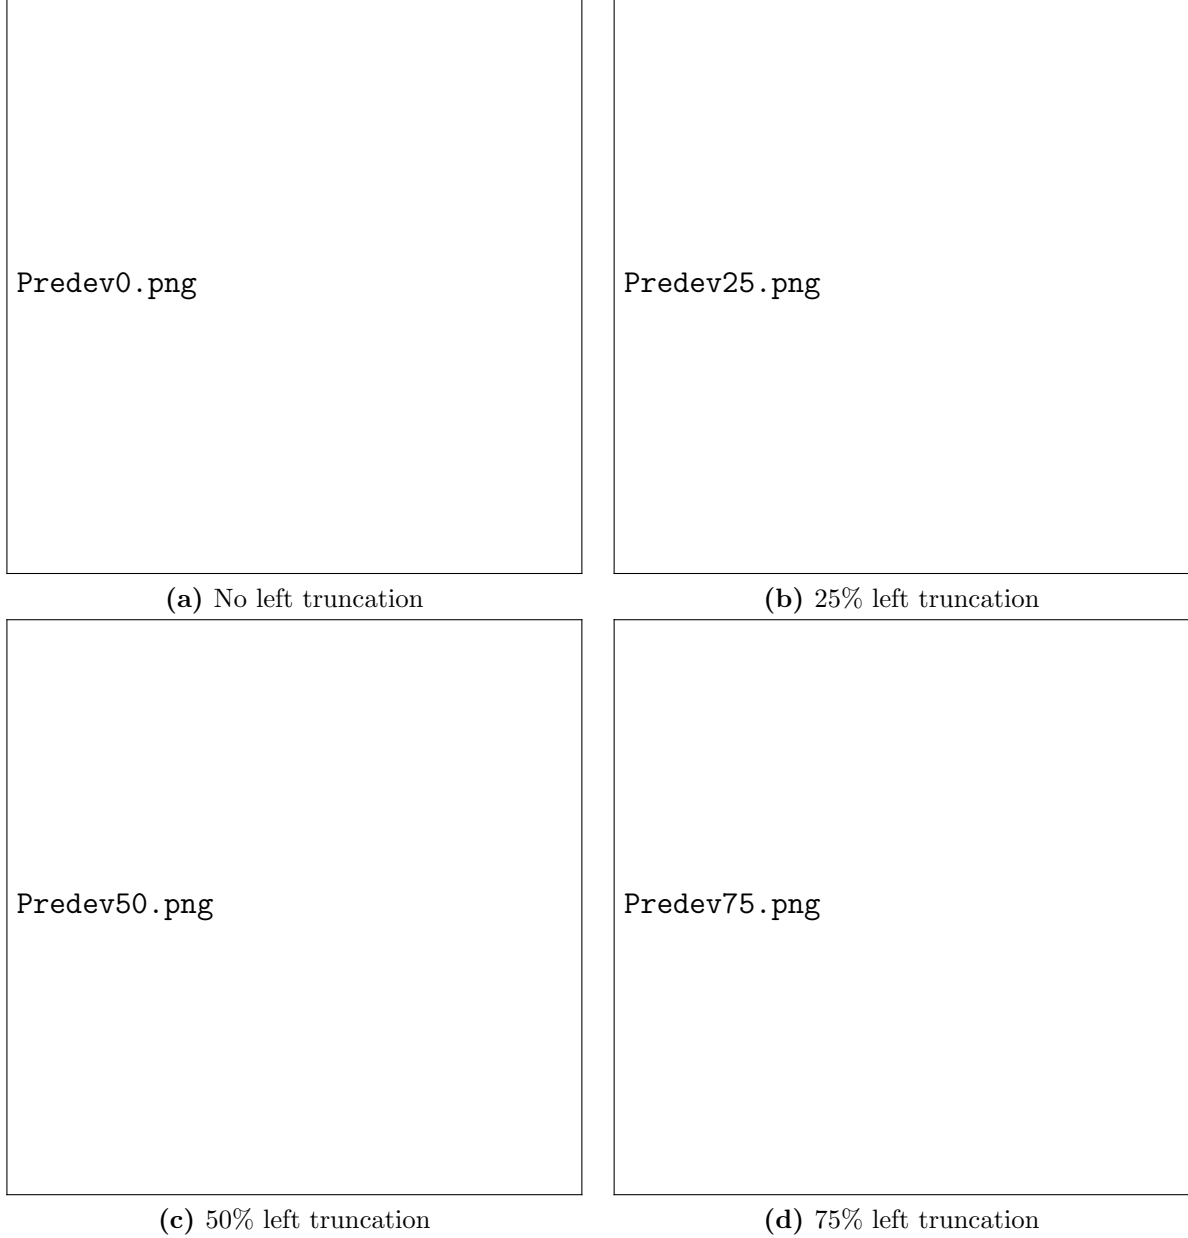 Predev0.png
Predev25.png
(a) No left truncation
(b) 25% left truncation
Predev50.png
Predev75.png
(c) 50% left truncation
(d) 75% left truncation